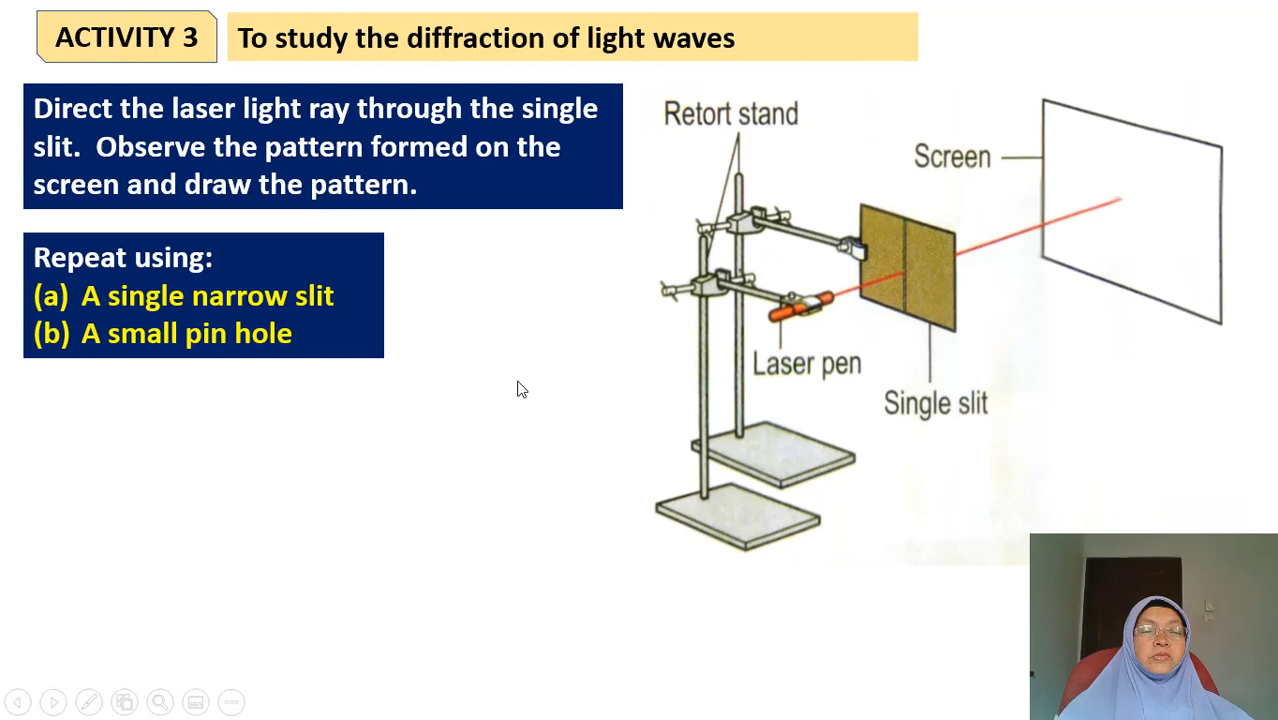 ACTIVITY 3
To study the diffraction of light waves
Direct the laser light ray through the single
slit. Observe the pattern formed on the
screen and draw the pattern.
Repeat using:
(a) A single narrow slit
(b) A small pin hole
Retort stand
Screen
Laser pen
Single slit